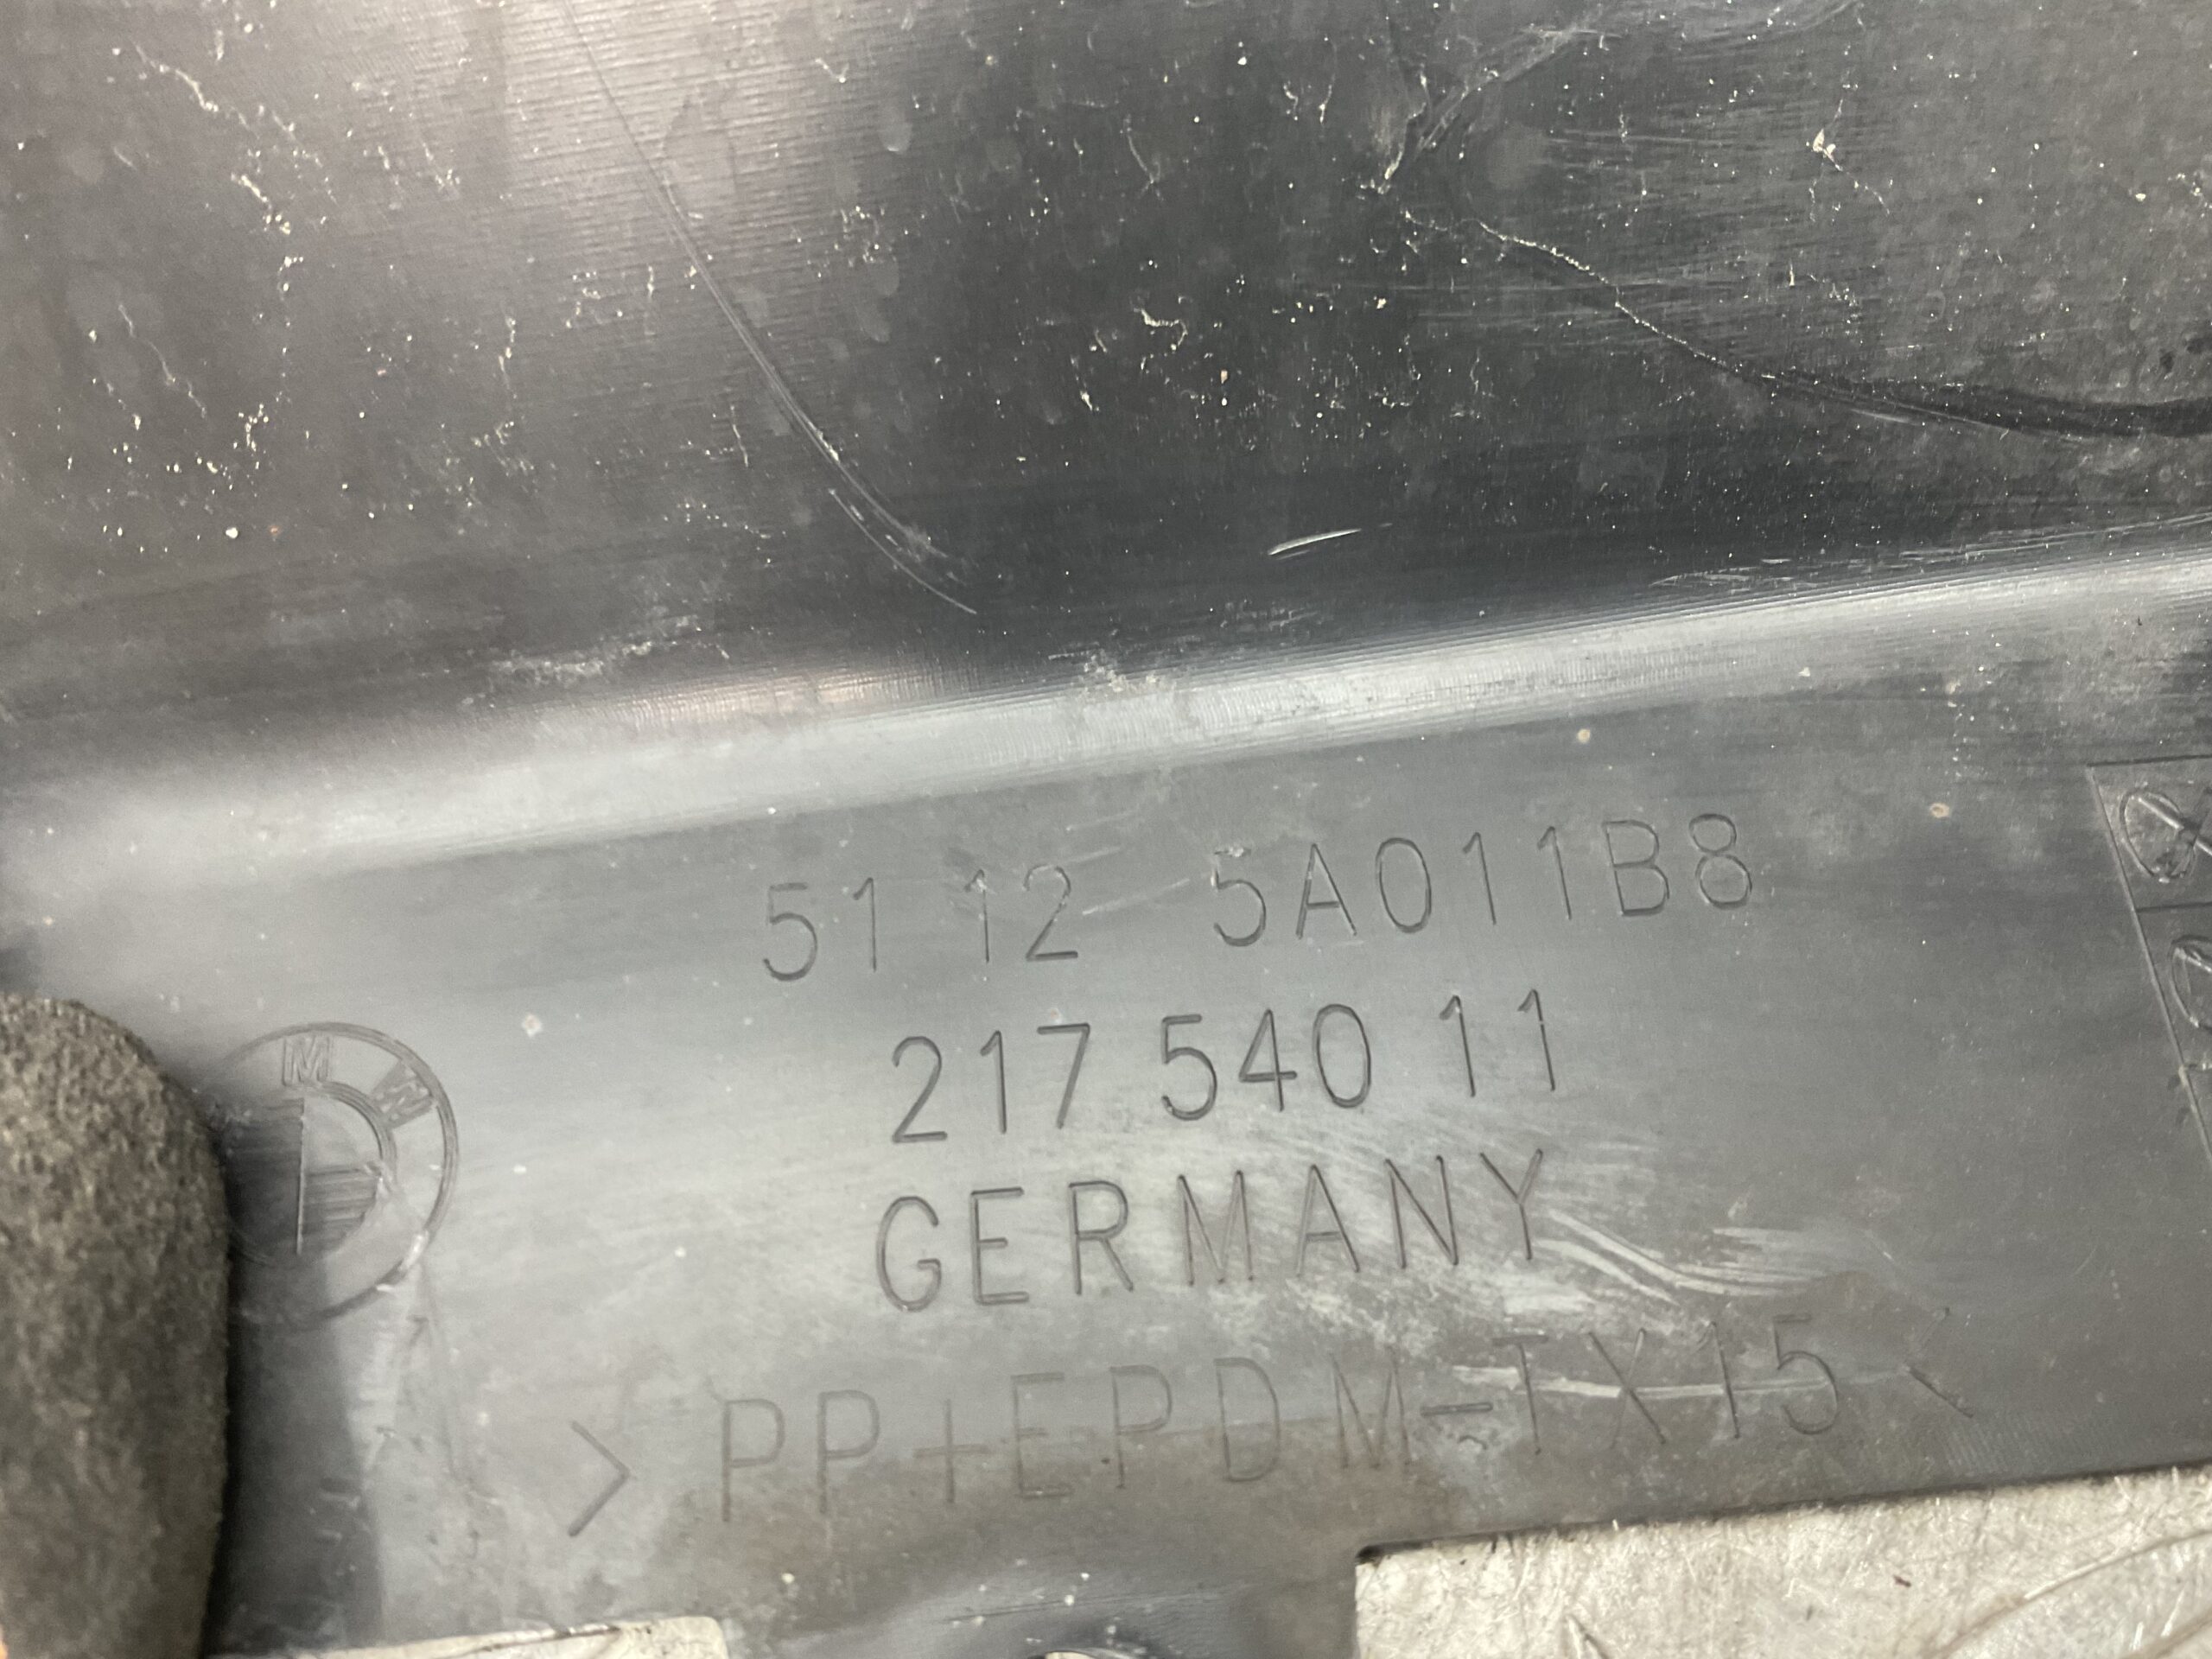 51 12 5A011B8
217 540 11
GERMANY
>PP+EPDM-TX15<
M W